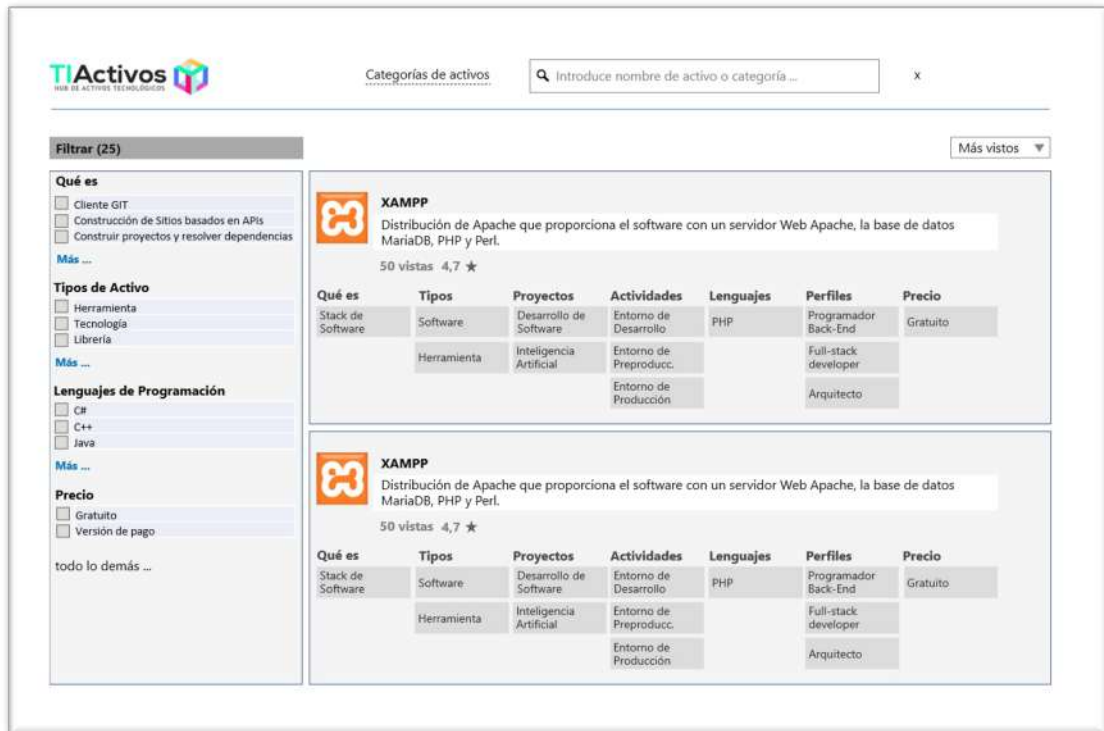 TIActivos
HUB DE ACTIVOS TECNOLÓGICOS
Categorías de activos
Introduce nombre de activo o categoría ...
x
Filtrar (25)
Más vistos
Qué es
Cliente GIT
Construcción de Sitios basados en APIs
Construir proyectos y resolver dependencias
Más ...
Tipos de Activo
Herramienta
Tecnología
Librería
Más ...
Lenguajes de Programación
C#
C++
Java
Más ...
Precio
Gratuito
Versión de pago
todo lo demás ...
XAMPP
Distribución de Apache que proporciona el software con un servidor Web Apache, la base de datos
MariaDB, PHP y Perl.
50 vistas 4,7 ★
Qué es Tipos Proyectos Actividades Lenguajes Perfiles Precio
Stack de Software
Software
Desarrollo de Software
Entorno de Desarrollo
PHP
Programador Back-End
Gratuito
Herramienta
Inteligencia Artificial
Entorno de Preproducc.
Full-stack developer
Entorno de Producción
Arquitecto
XAMPP
Distribución de Apache que proporciona el software con un servidor Web Apache, la base de datos
MariaDB, PHP y Perl.
50 vistas 4,7 ★
Qué es Tipos Proyectos Actividades Lenguajes Perfiles Precio
Stack de Software
Software
Desarrollo de Software
Entorno de Desarrollo
PHP
Programador Back-End
Gratuito
Herramienta
Inteligencia Artificial
Entorno de Preproducc.
Full-stack developer
Entorno de Producción
Arquitecto